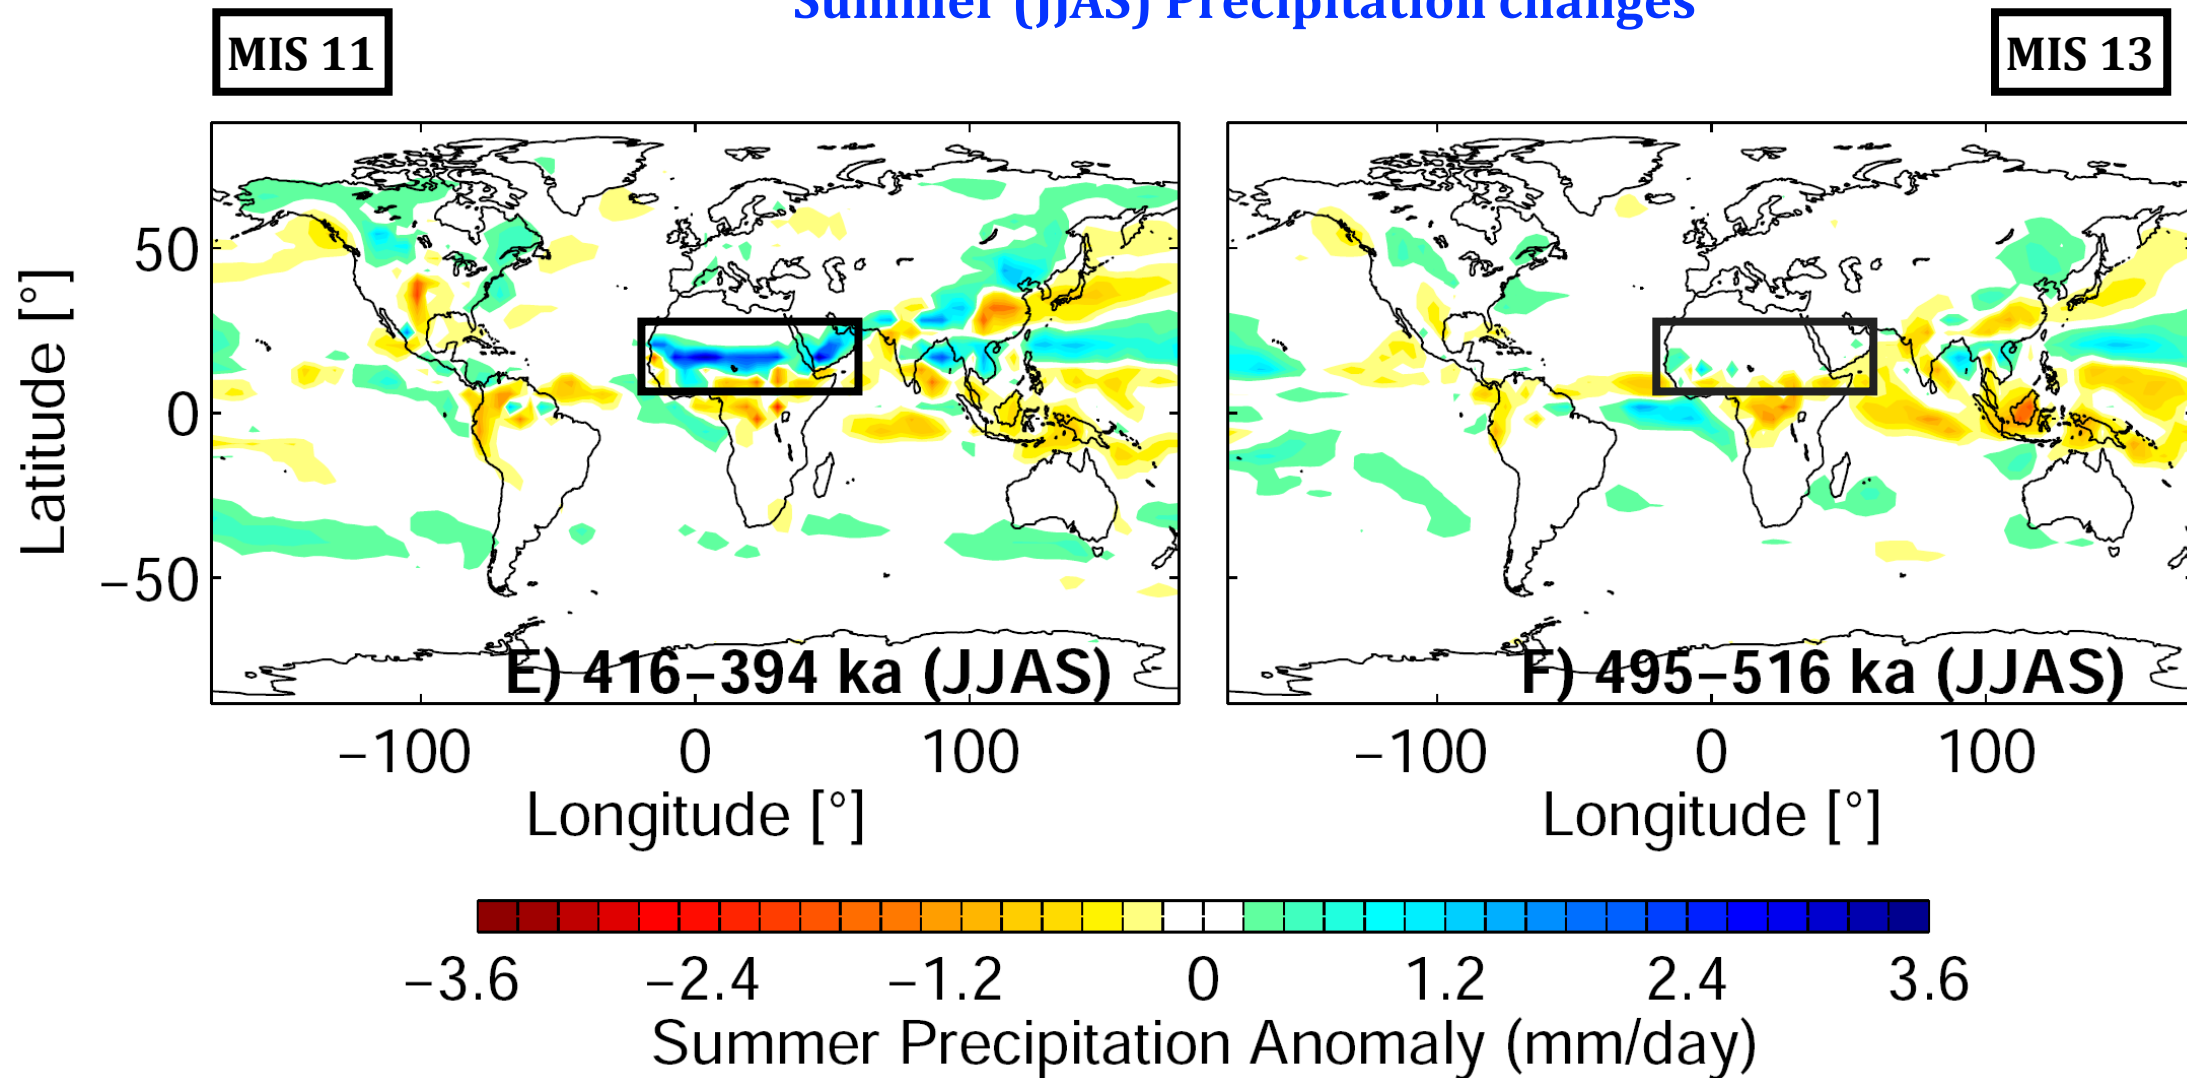 Summer (JJAS) Precipitation changes
MIS 11
MIS 13
Latitude [°]
50
0
−50
E) 416−394 ka (JJAS)
F) 495−516 ka (JJAS)
−100 0 100
−100 0 100
Longitude [°]
Longitude [°]
−3.6 −2.4 −1.2 0 1.2 2.4 3.6
Summer Precipitation Anomaly (mm/day)